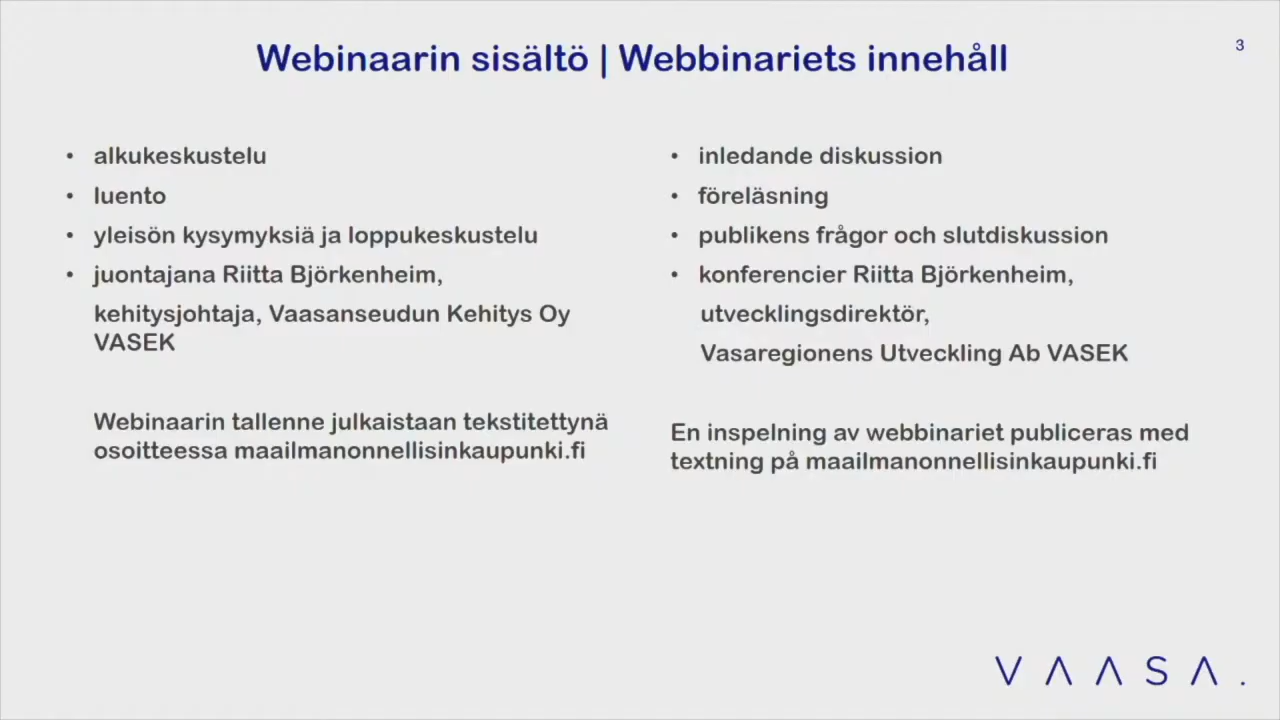 Webinaarin sisältö | Webbinariets innehåll
3
• alkukeskustelu
• luento
• yleisön kysymyksiä ja loppukeskustelu
• juontajana Riitta Björkenheim,
kehitysjohtaja, Vaasanseudun Kehitys Oy
VASEK
Webinaarin tallenne julkaistaan tekstitettynä
osoitteessa maailmanonnellisinkaupunki.fi
• inledande diskussion
• föreläsning
• publikens frågor och slutdiskussion
• konferencier Riitta Björkenheim,
utvecklingsdirektör,
Vasaregionens Utveckling Ab VASEK
En inspelning av webbinariet publiceras med
textning på maailmanonnellisinkaupunki.fi
VAASA.